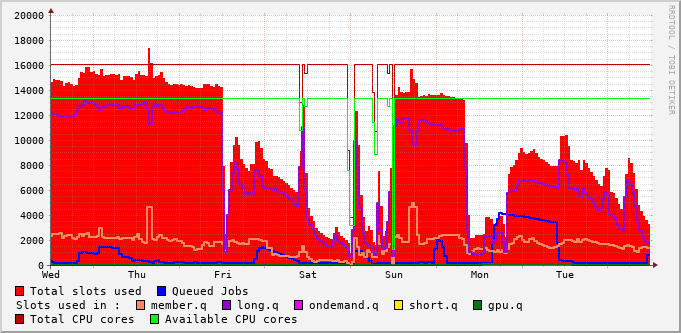 20000
18000
16000
14000
12000
10000
8000
6000
4000
2000
0
Wed Thu Fri Sat Sun Mon Tue
RRDTOOL / TOBI OETIKER
Total slots used Queued Jobs
Slots used in : member.q long.q ondemand.q short.q gpu.q
Total CPU cores Available CPU cores